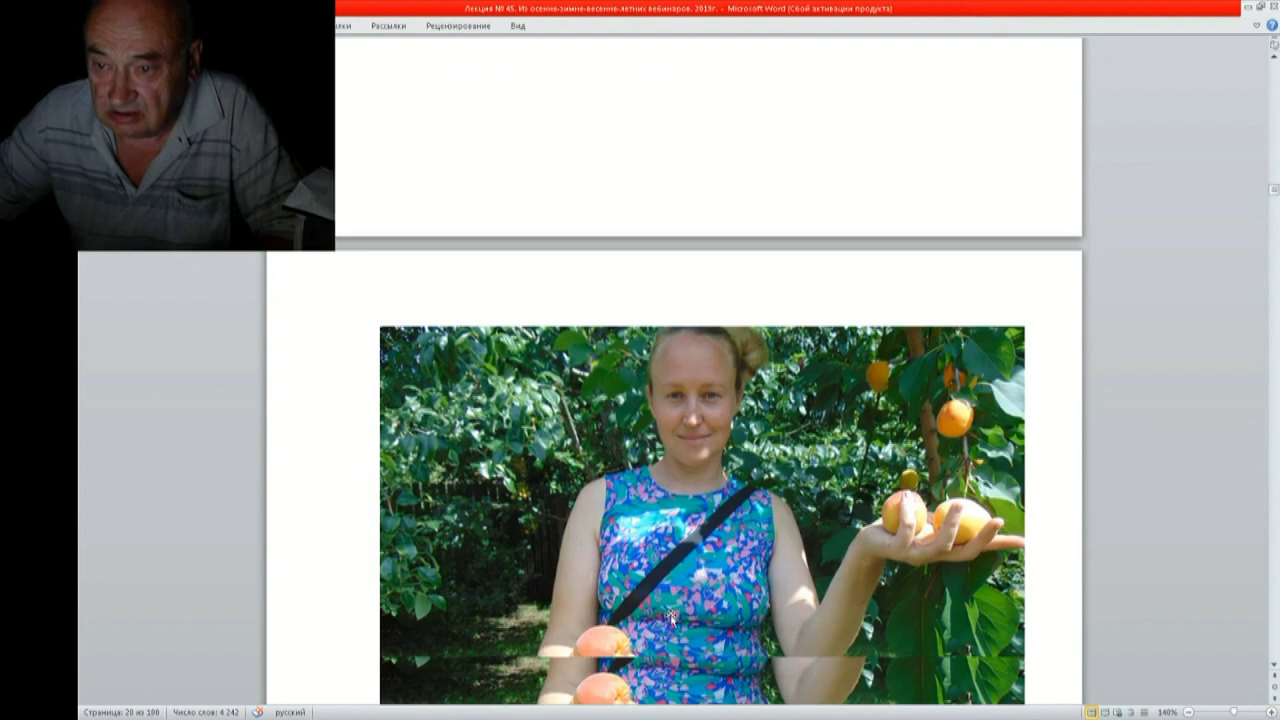 Лекция № 45. Из осенне-зимне-весенне-летних вебинаров. 2019г. - Microsoft Word (Сбой активации продукта)
лки Рассылки Рецензирование Вид
Страница: 20 из 100 Число слов: 4 242 русский 140%